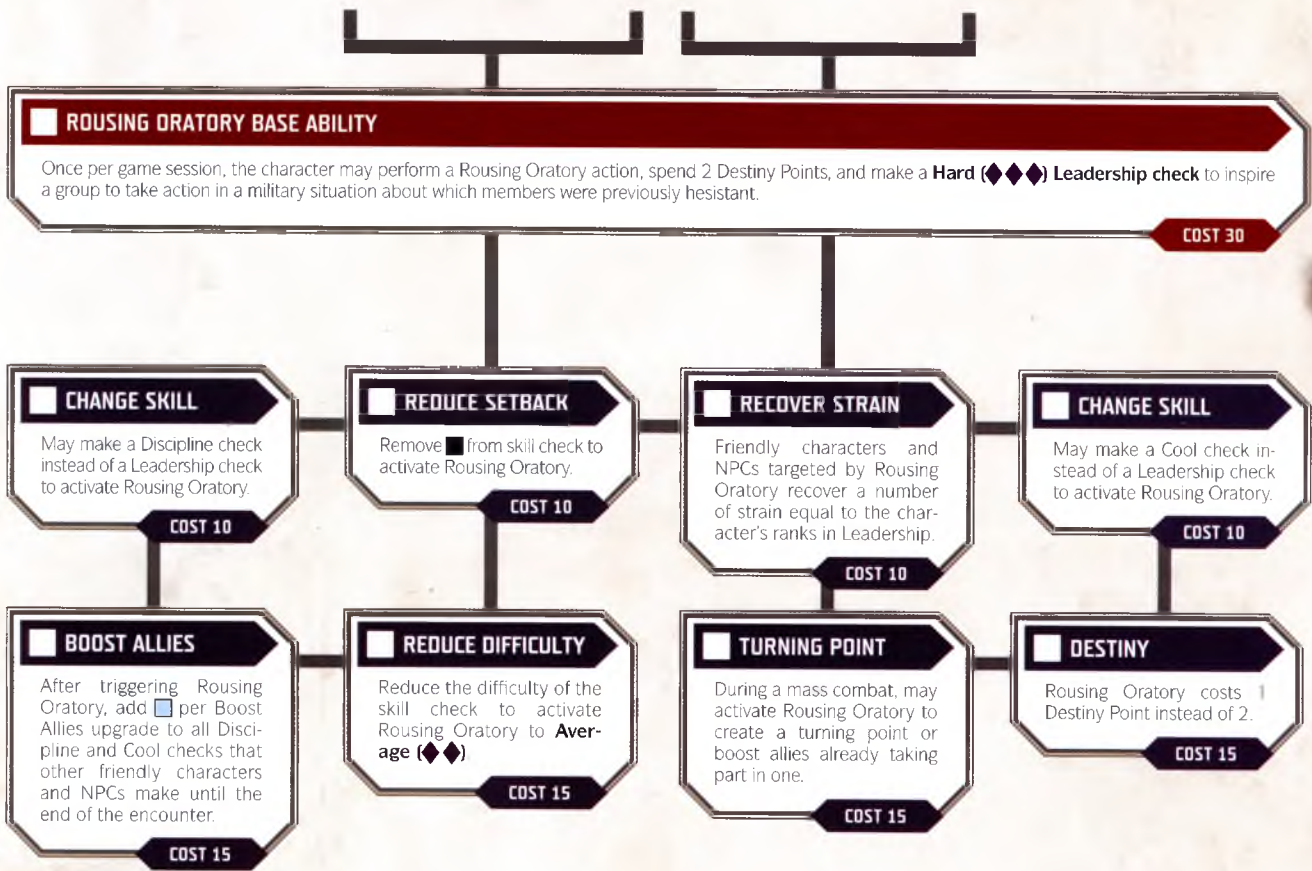 ROUSING ORATORY BASE ABILITY
Once per game session, the character may perform a Rousing Oratory action, spend 2 Destiny Points, and make a Hard (◆◆◆) Leadership check to inspire
a group to take action in a military situation about which members were previously hesistant.
COST 30
CHANGE SKILL
May make a Discipline check
instead of a Leadership check
to activate Rousing Oratory.
COST 10
REDUCE SETBACK
Remove ■ from skill check to
activate Rousing Oratory.
COST 10
RECOVER STRAIN
Friendly characters and
NPCs targeted by Rousing
Oratory recover a number
of strain equal to the char-
acter's ranks in Leadership.
COST 10
CHANGE SKILL
May make a Cool check in-
stead of a Leadership check
to activate Rousing Oratory.
COST 10
BOOST ALLIES
After triggering Rousing
Oratory, add □ per Boost
Allies upgrade to all Disci-
pline and Cool checks that
other friendly characters
and NPCs make until the
end of the encounter.
COST 15
REDUCE DIFFICULTY
Reduce the difficulty of the
skill check to activate
Rousing Oratory to Aver-
age (◆◆)
COST 15
TURNING POINT
During a mass combat, may
activate Rousing Oratory to
create a turning point or
boost allies already taking
part in one.
COST 15
DESTINY
Rousing Oratory costs 1
Destiny Point instead of 2.
COST 15